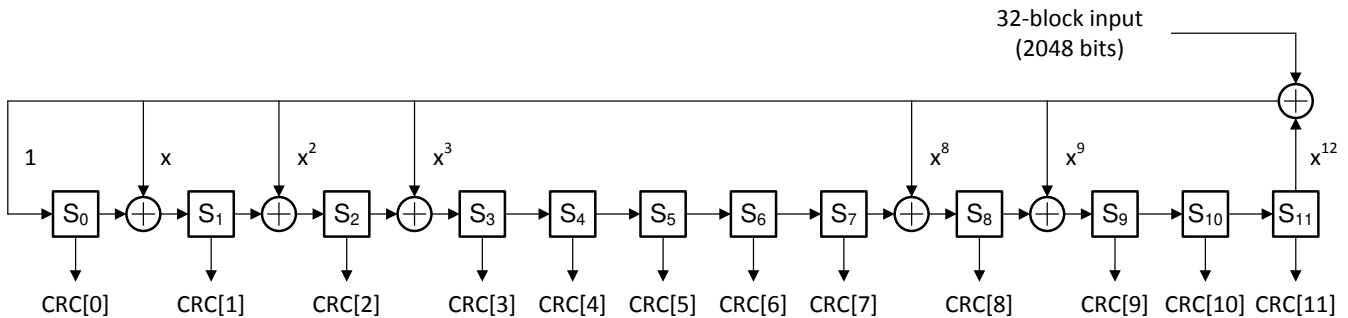 32-block input
(2048 bits)
1 x x² x³ x⁸ x⁹ x¹²
S₀ S₁ S₂ S₃ S₄ S₅ S₆ S₇ S₈ S₉ S₁₀ S₁₁
CRC[0] CRC[1] CRC[2] CRC[3] CRC[4] CRC[5] CRC[6] CRC[7] CRC[8] CRC[9] CRC[10] CRC[11]